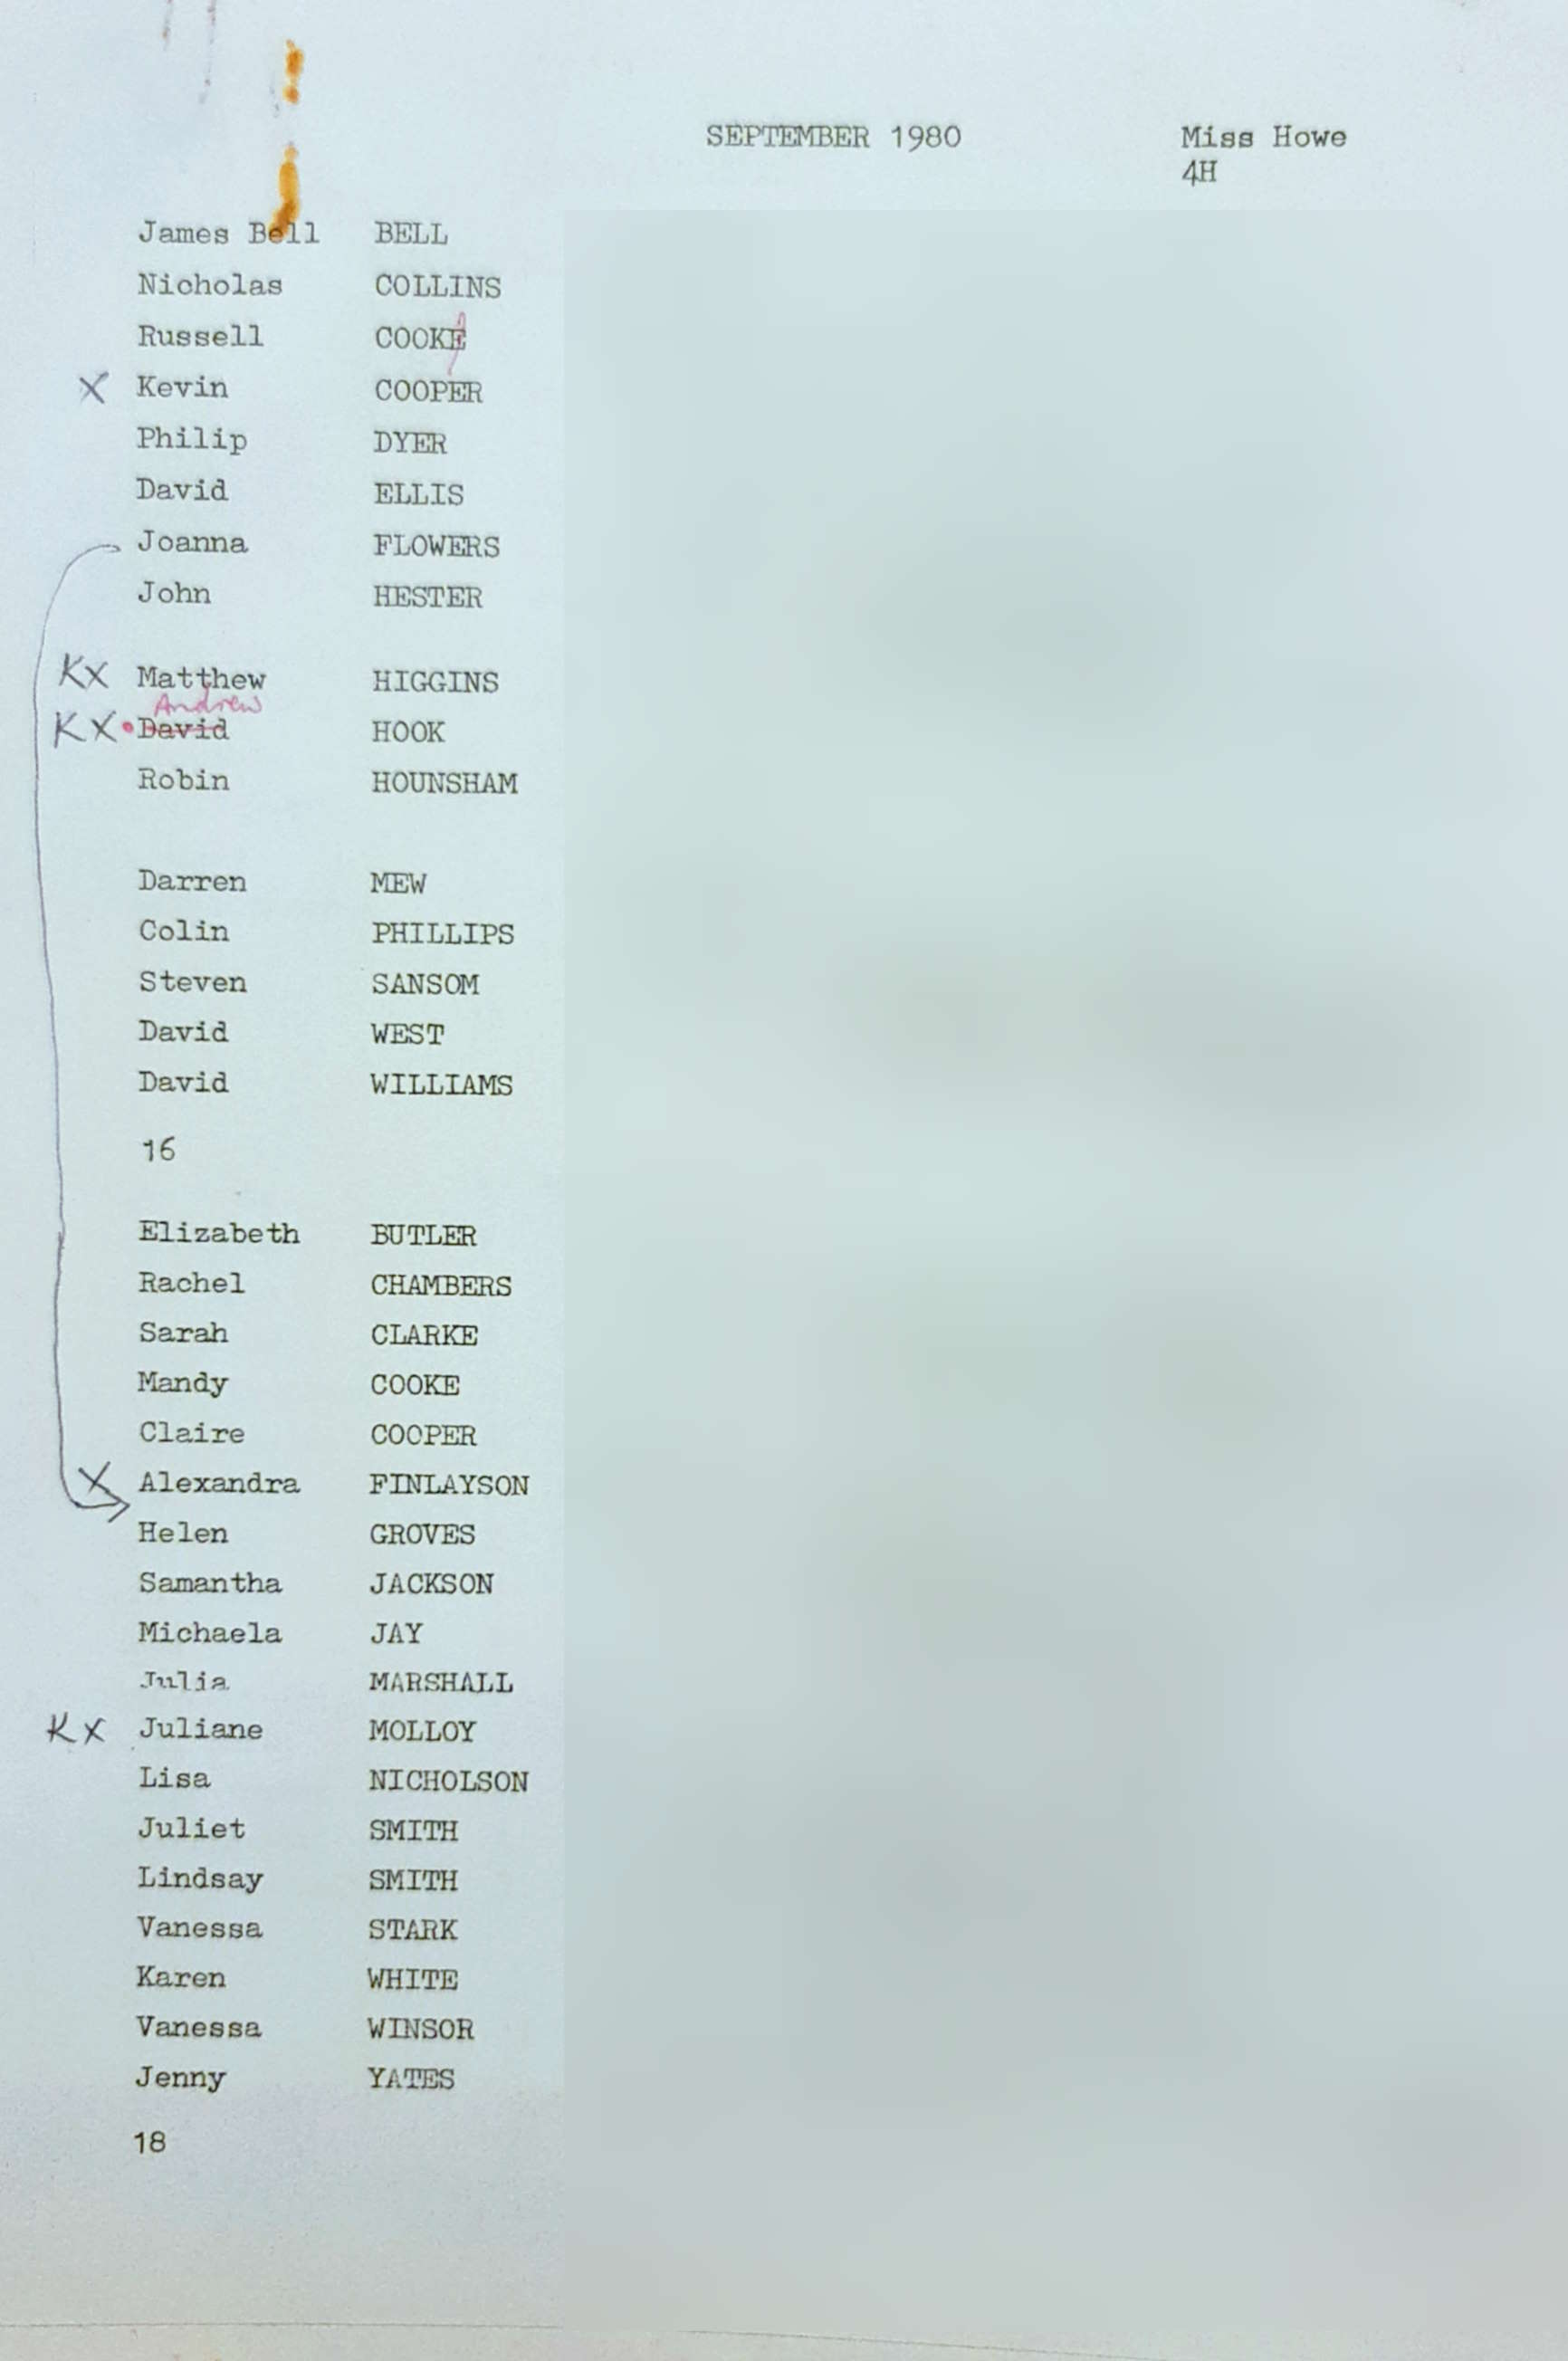 SEPTEMBER 1980 Miss Howe
4H
James Bell BELL
Nicholas COLLINS
Russell COOKE
X Kevin COOPER
Philip DYER
David ELLIS
Joanna FLOWERS
John HESTER
KX Matthew HIGGINS
Andrew
KX David HOOK
Robin HOUNSHAM
Darren MEW
Colin PHILLIPS
Steven SANSOM
David WEST
David WILLIAMS
16
Elizabeth BUTLER
Rachel CHAMBERS
Sarah CLARKE
Mandy COOKE
Claire COOPER
X Alexandra FINLAYSON
Helen GROVES
Samantha JACKSON
Michaela JAY
Julia MARSHALL
KX Juliane MOLLOY
Lisa NICHOLSON
Juliet SMITH
Lindsay SMITH
Vanessa STARK
Karen WHITE
Vanessa WINSOR
Jenny YATES
18